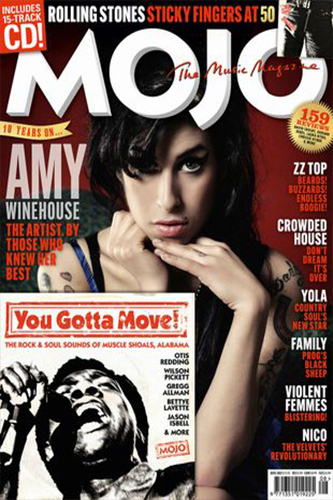 INCLUDES
15-TRACK
CD!
ROLLING STONES STICKY FINGERS AT 50
MOJO
The Music Magazine
10 YEARS ON...
AMY
WINEHOUSE
THE ARTIST, BY
THOSE WHO
KNEW HER
BEST
159
REVIEWS
ZZ TOP
BEARDS!
BUZZARDS!
ENDLESS
BOOGIE!
CROWDED
HOUSE
DON'T
DREAM
IT'S
OVER
YOLA
COUNTRY
SOUL'S
NEW STAR
FAMILY
PROG'S
BLACK
SHEEP
VIOLENT
FEMMES
BLISTERING!
NICO
THE VELVETS'
REVOLUTIONARY
You Gotta Move!
THE ROCK & SOUL SOUNDS OF MUSCLE SHOALS, ALABAMA
OTIS
REDDING
WILSON
PICKETT
GREGG
ALLMAN
BETTYE
LAVETTE
JASON
ISBELL
& MORE
MOJO